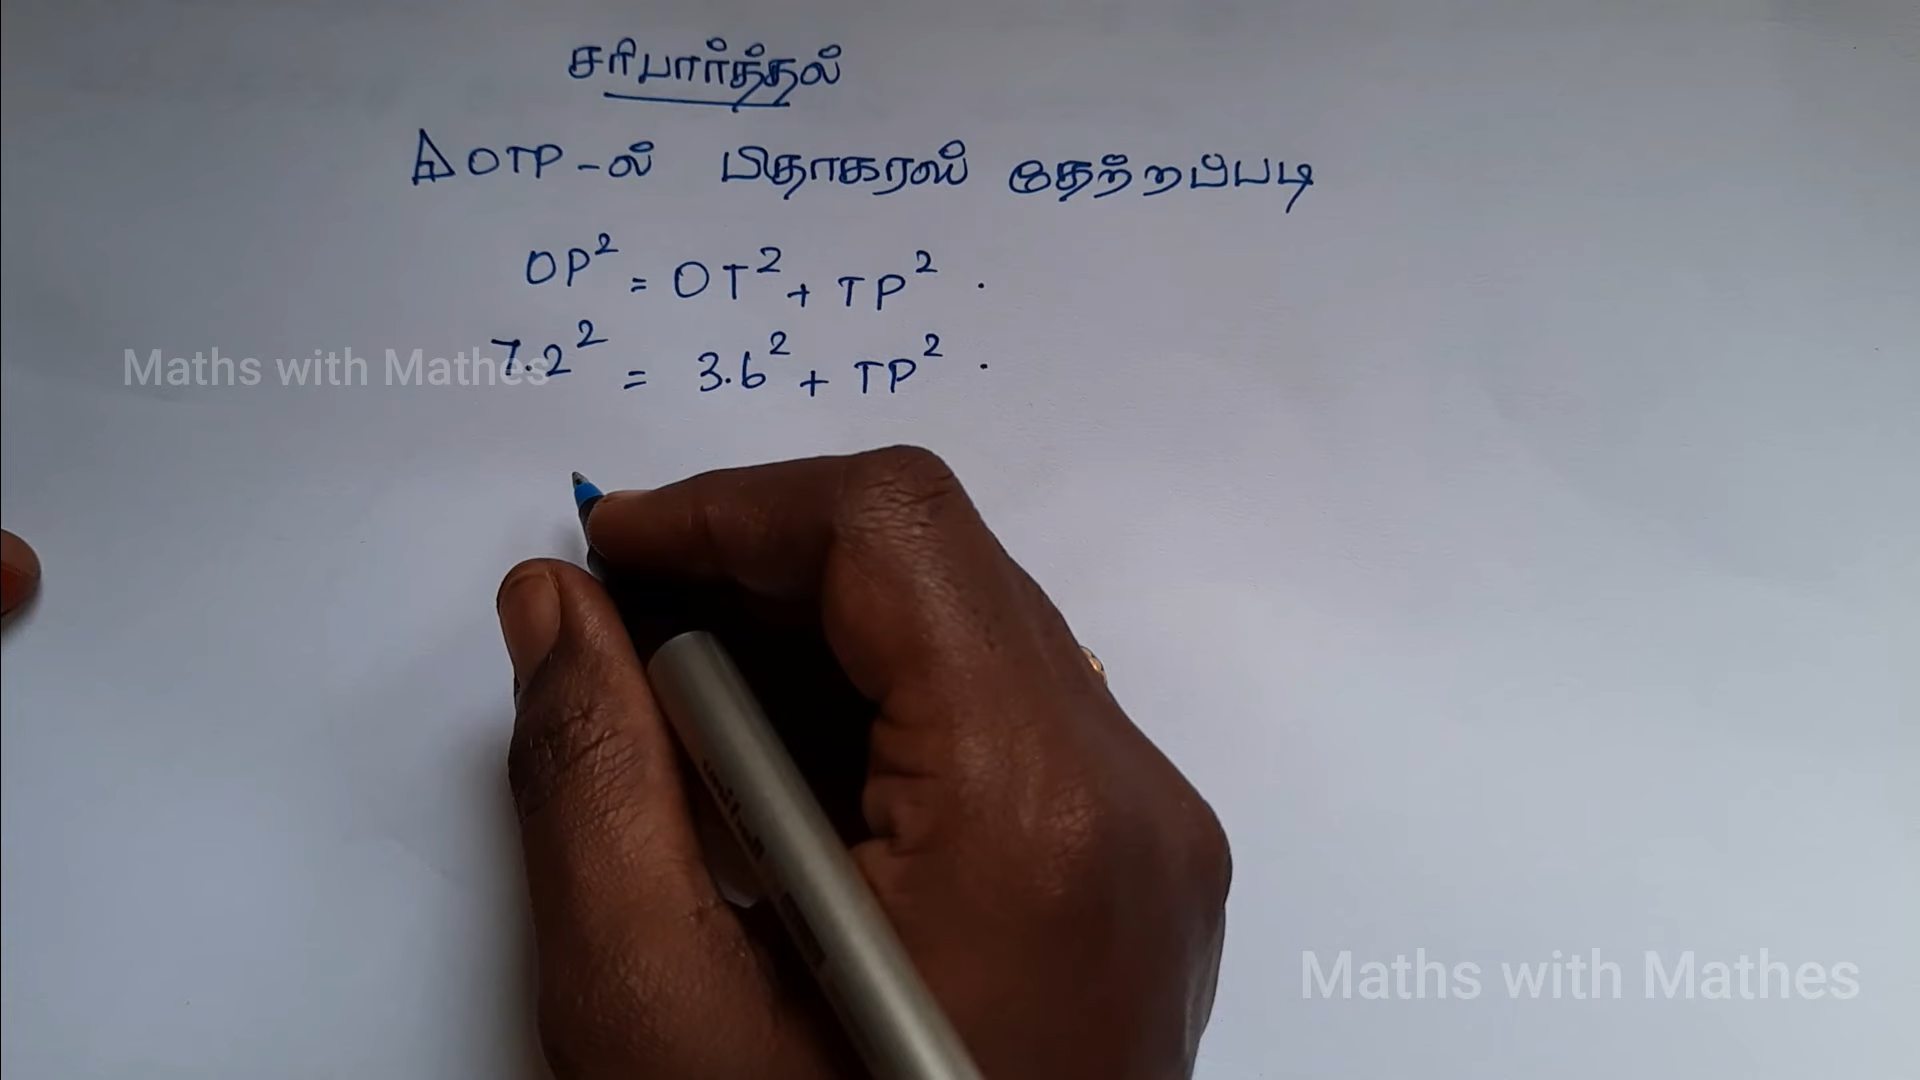 சரிபார்த்தல்
△OTP-ல் பிதாகரஸ் தேற்றப்படி
OP² = OT² + TP².
7.2² = 3.6² + TP².
Maths with Mathes
Maths with Mathes